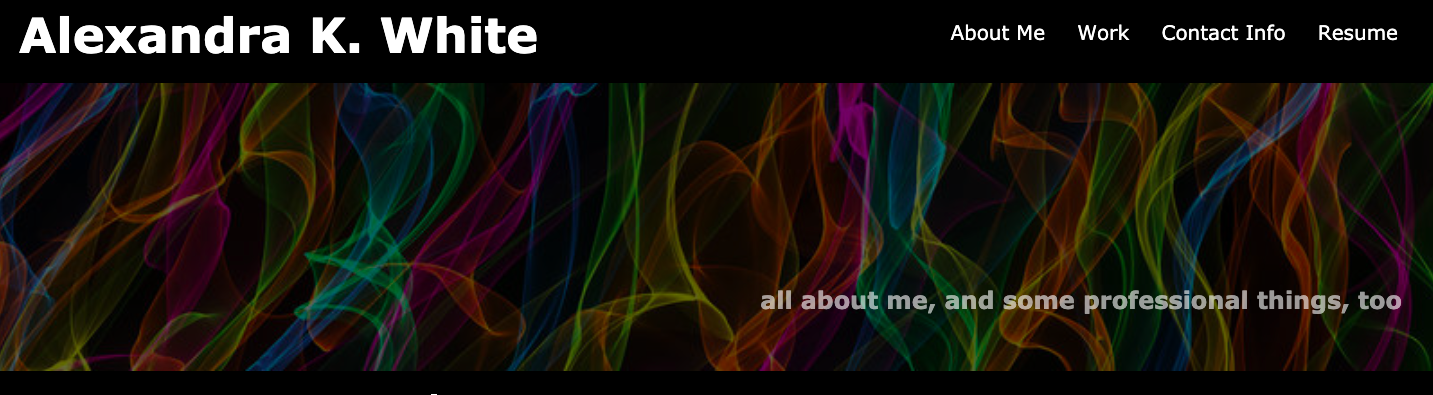 Alexandra K. White
About Me Work Contact Info Resume
all about me, and some professional things, too